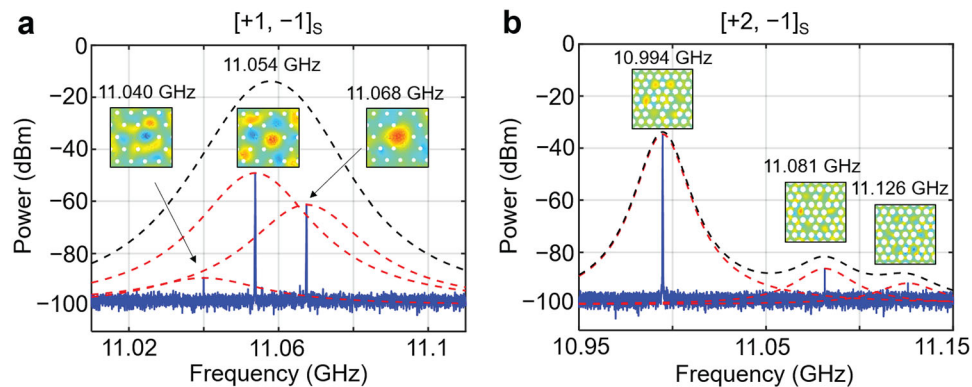 a
[+1, −1]S
0
−20
−40
−60
−80
−100
Power (dBm)
11.040 GHz
11.054 GHz
11.068 GHz
11.02
11.06
11.1
Frequency (GHz)
b
[+2, −1]S
0
−20
−40
−60
−80
−100
Power (dBm)
10.994 GHz
11.081 GHz
11.126 GHz
10.95
10.995
11.05
11.15
Frequency (GHz)